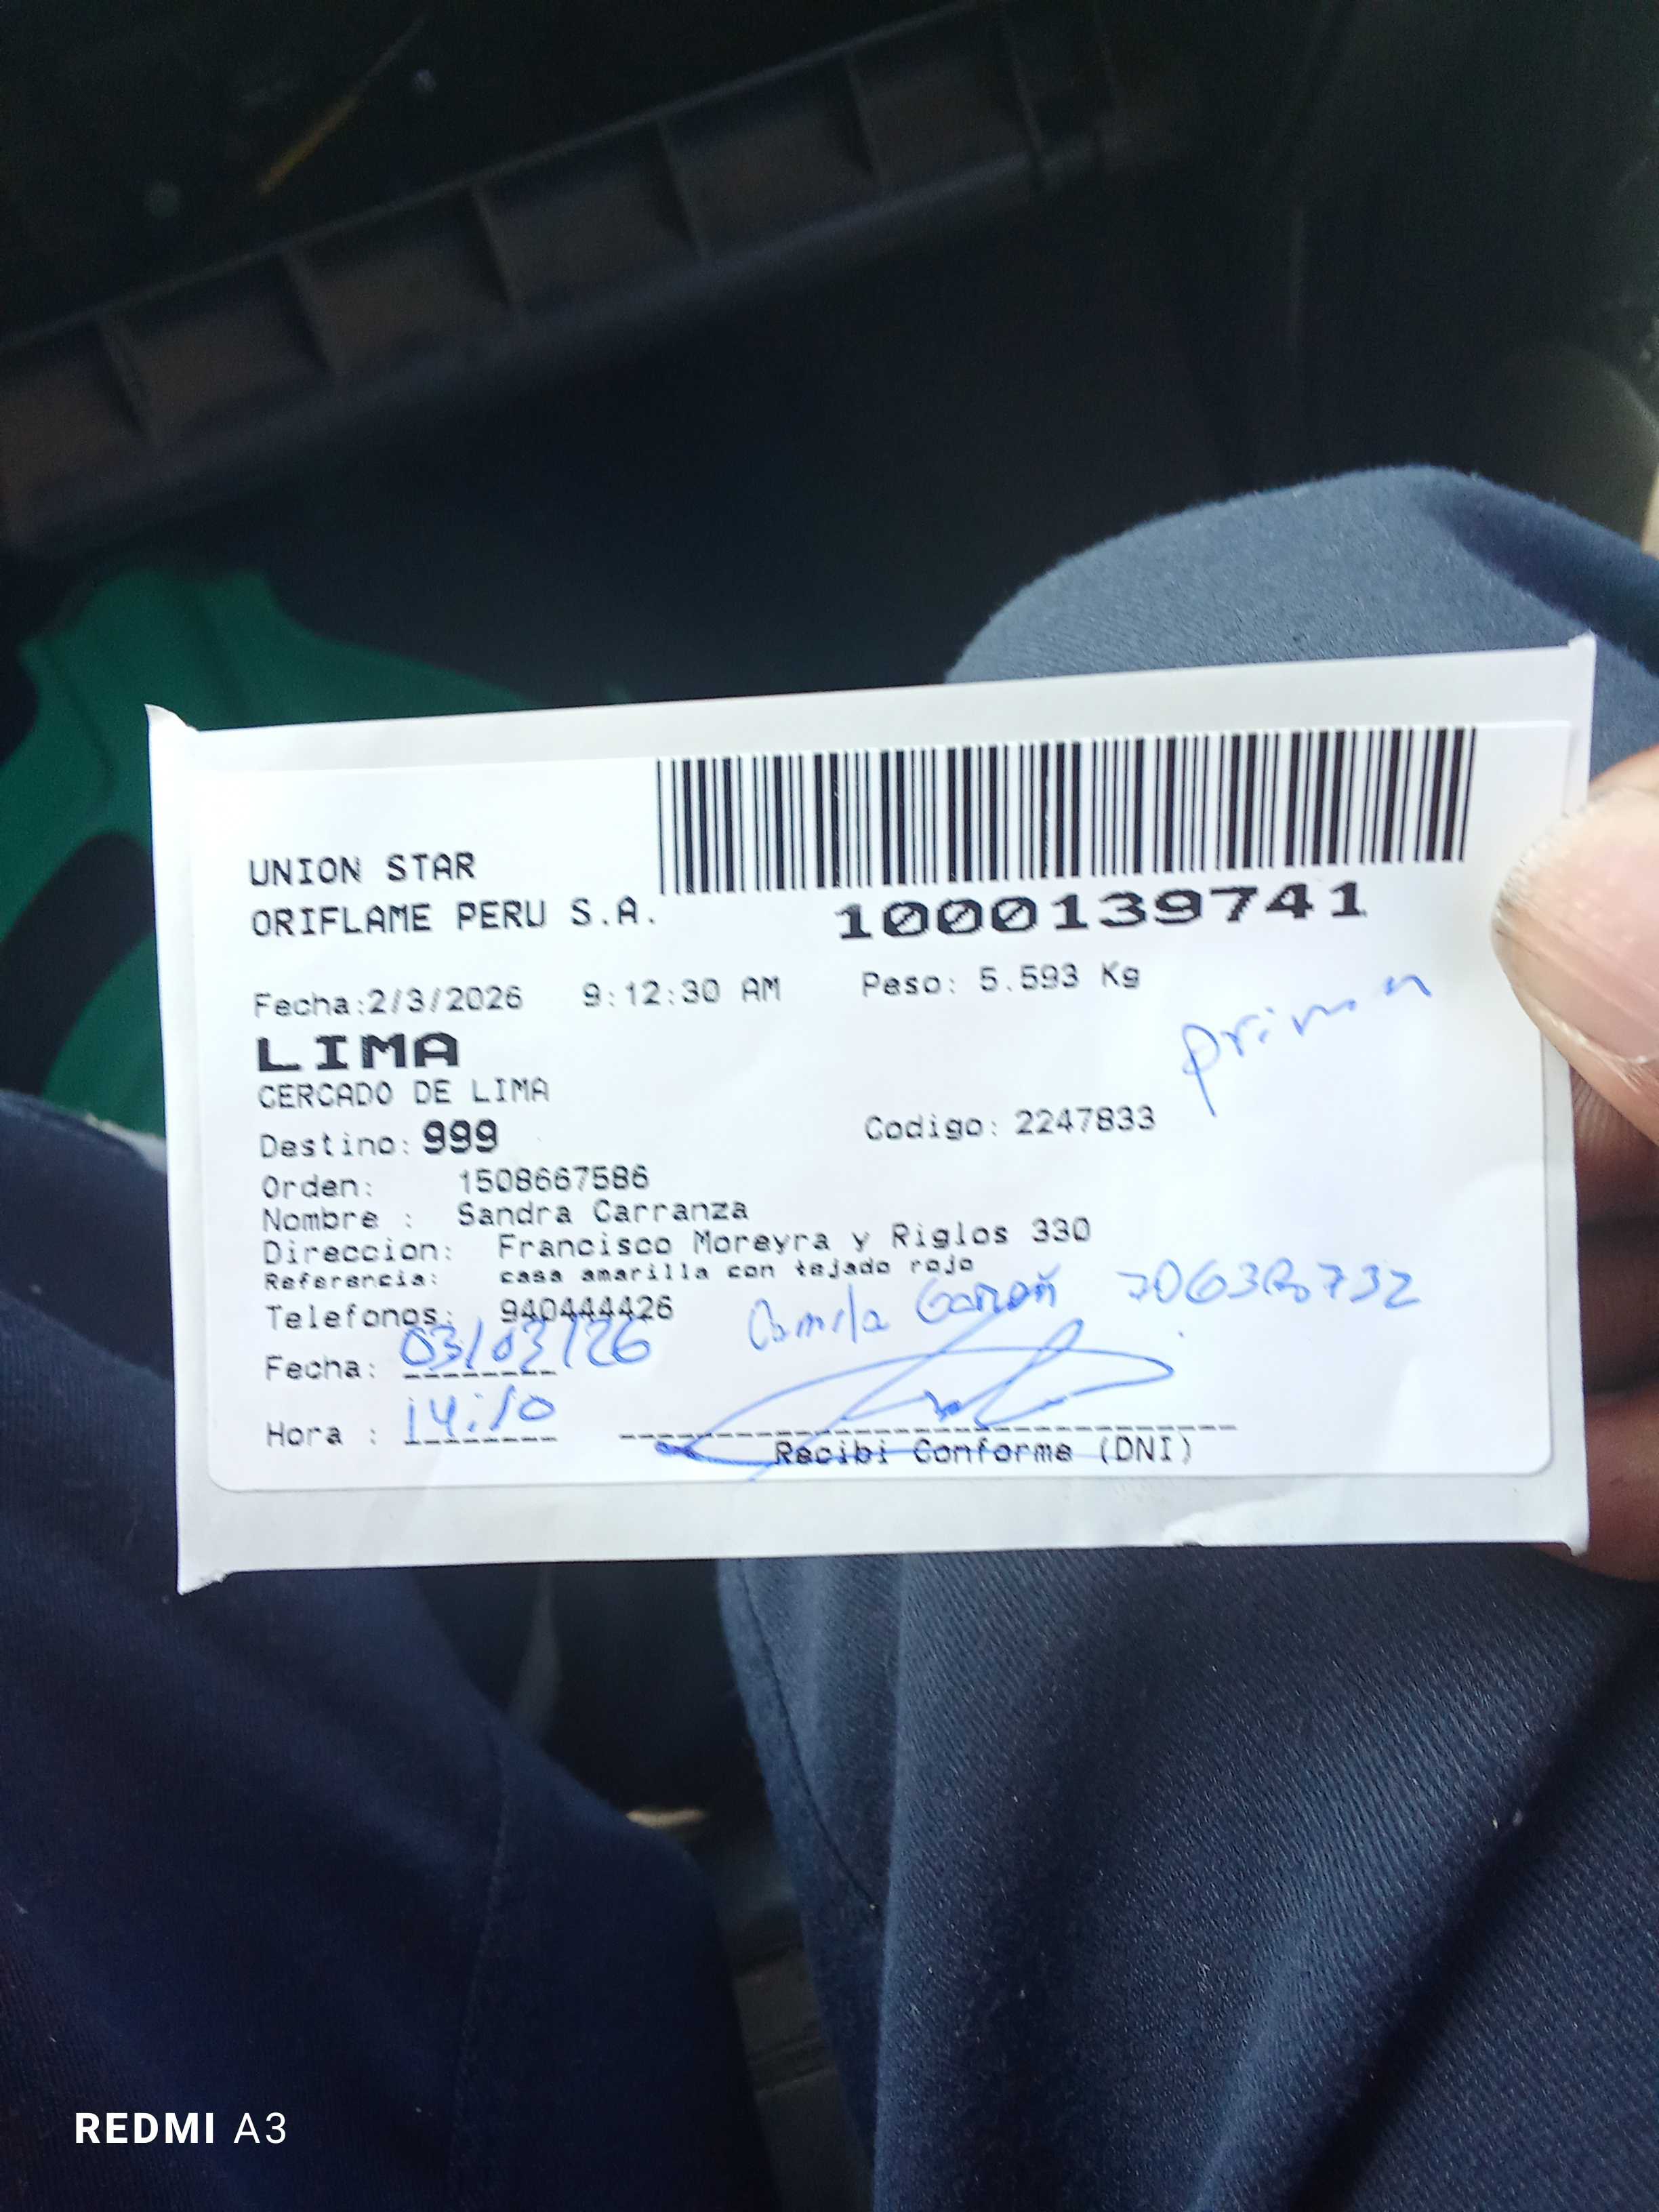 UNION STAR
ORIFLAME PERU S.A.
1000139741
Fecha:2/3/2026 9:12:30 AM Peso: 5.593 Kg
LIMA
CERCADO DE LIMA
Destino: 999 Codigo: 2247833
Orden: 1508667586
Nombre : Sandra Carranza
Direccion: Francisco Moreyra y Riglos 330
Referencia: casa amarilla con tejado rojo
Telefonos: 940444426
Camila
Fecha: 03/03/26
Hora : 14:10
Recibi Conforme (DNI)
REDMI A3